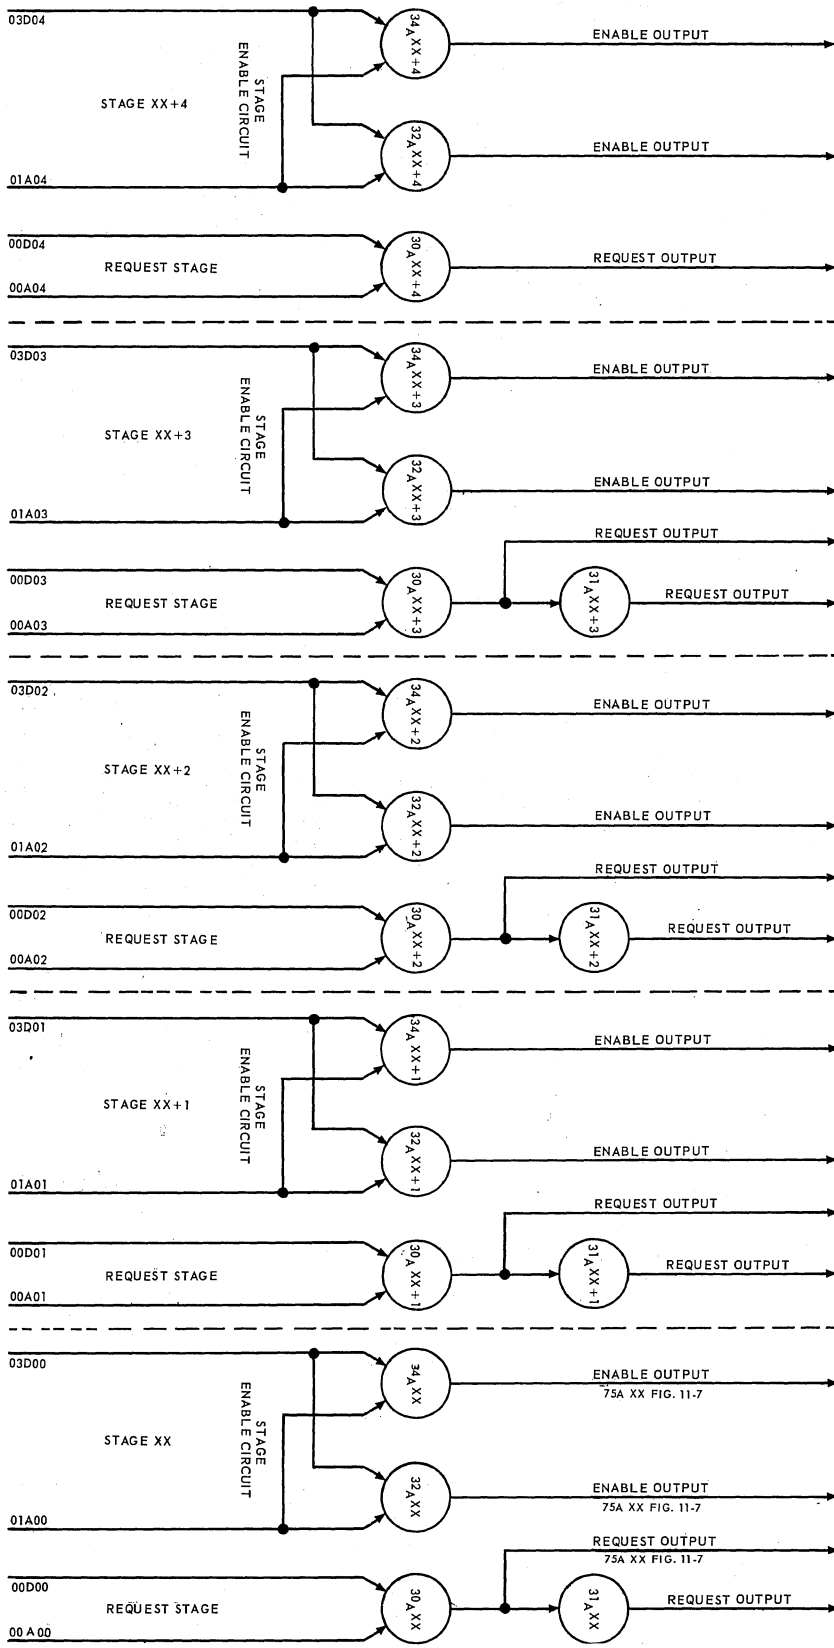 03D04
ENABLE OUTPUT
34A XX+4
STAGE
ENABLE CIRCUIT
STAGE XX+4
ENABLE OUTPUT
32A XX+4
01A04
00D04
REQUEST STAGE
30A XX+4
REQUEST OUTPUT
00A04
03D03
34A XX+3
ENABLE OUTPUT
STAGE
ENABLE CIRCUIT
STAGE XX+3
32A XX+3
ENABLE OUTPUT
01A03
REQUEST OUTPUT
00D03
REQUEST STAGE
30A XX+3
31A XX+3
REQUEST OUTPUT
00A03
03D02
34A XX+2
ENABLE OUTPUT
STAGE
ENABLE CIRCUIT
STAGE XX+2
32A XX+2
ENABLE OUTPUT
01A02
REQUEST OUTPUT
00D02
REQUEST STAGE
30A XX+2
31A XX+2
REQUEST OUTPUT
00A02
03D01
34A XX+1
ENABLE OUTPUT
STAGE
ENABLE CIRCUIT
STAGE XX+1
32A XX+1
ENABLE OUTPUT
01A01
REQUEST OUTPUT
00D01
REQUEST STAGE
30A XX+1
31A XX+1
REQUEST OUTPUT
00A01
03D00
34A XX
ENABLE OUTPUT
75A XX FIG. 11-7
STAGE
ENABLE CIRCUIT
STAGE XX
32A XX
ENABLE OUTPUT
75A XX FIG. 11-7
01A00
REQUEST OUTPUT
75A XX FIG. 11-7
00D00
REQUEST STAGE
30A XX
31A XX
REQUEST OUTPUT
00A00